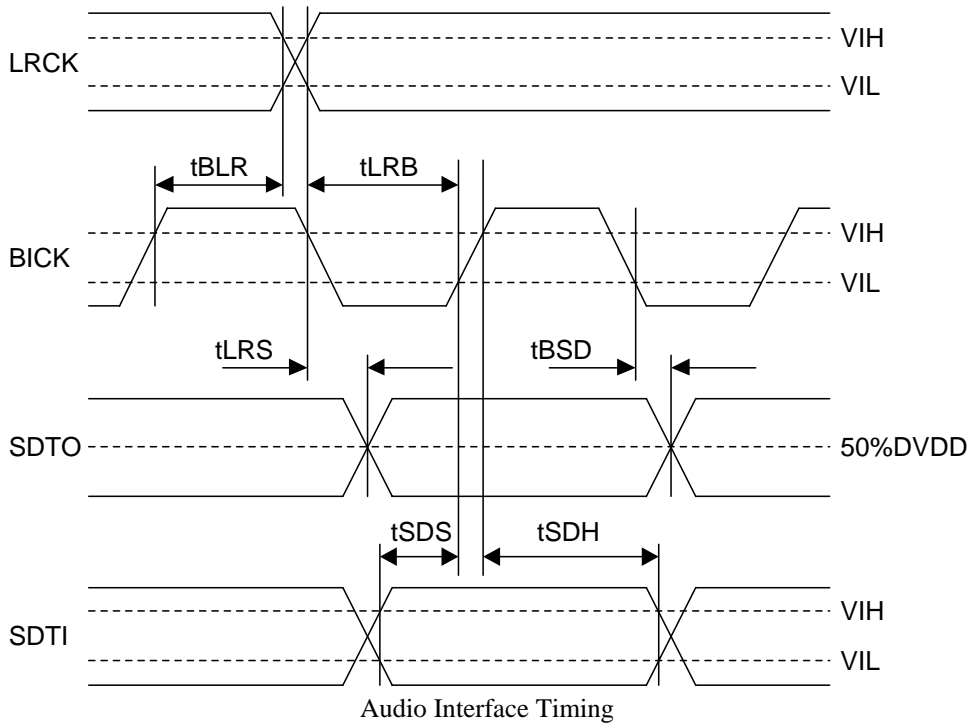 VIH
LRCK
VIL
tBLR
tLRB
VIH
BICK
VIL
tLRS
tBSD
SDTO
50%DVDD
tSDS
tSDH
VIH
SDTI
VIL
Audio Interface Timing